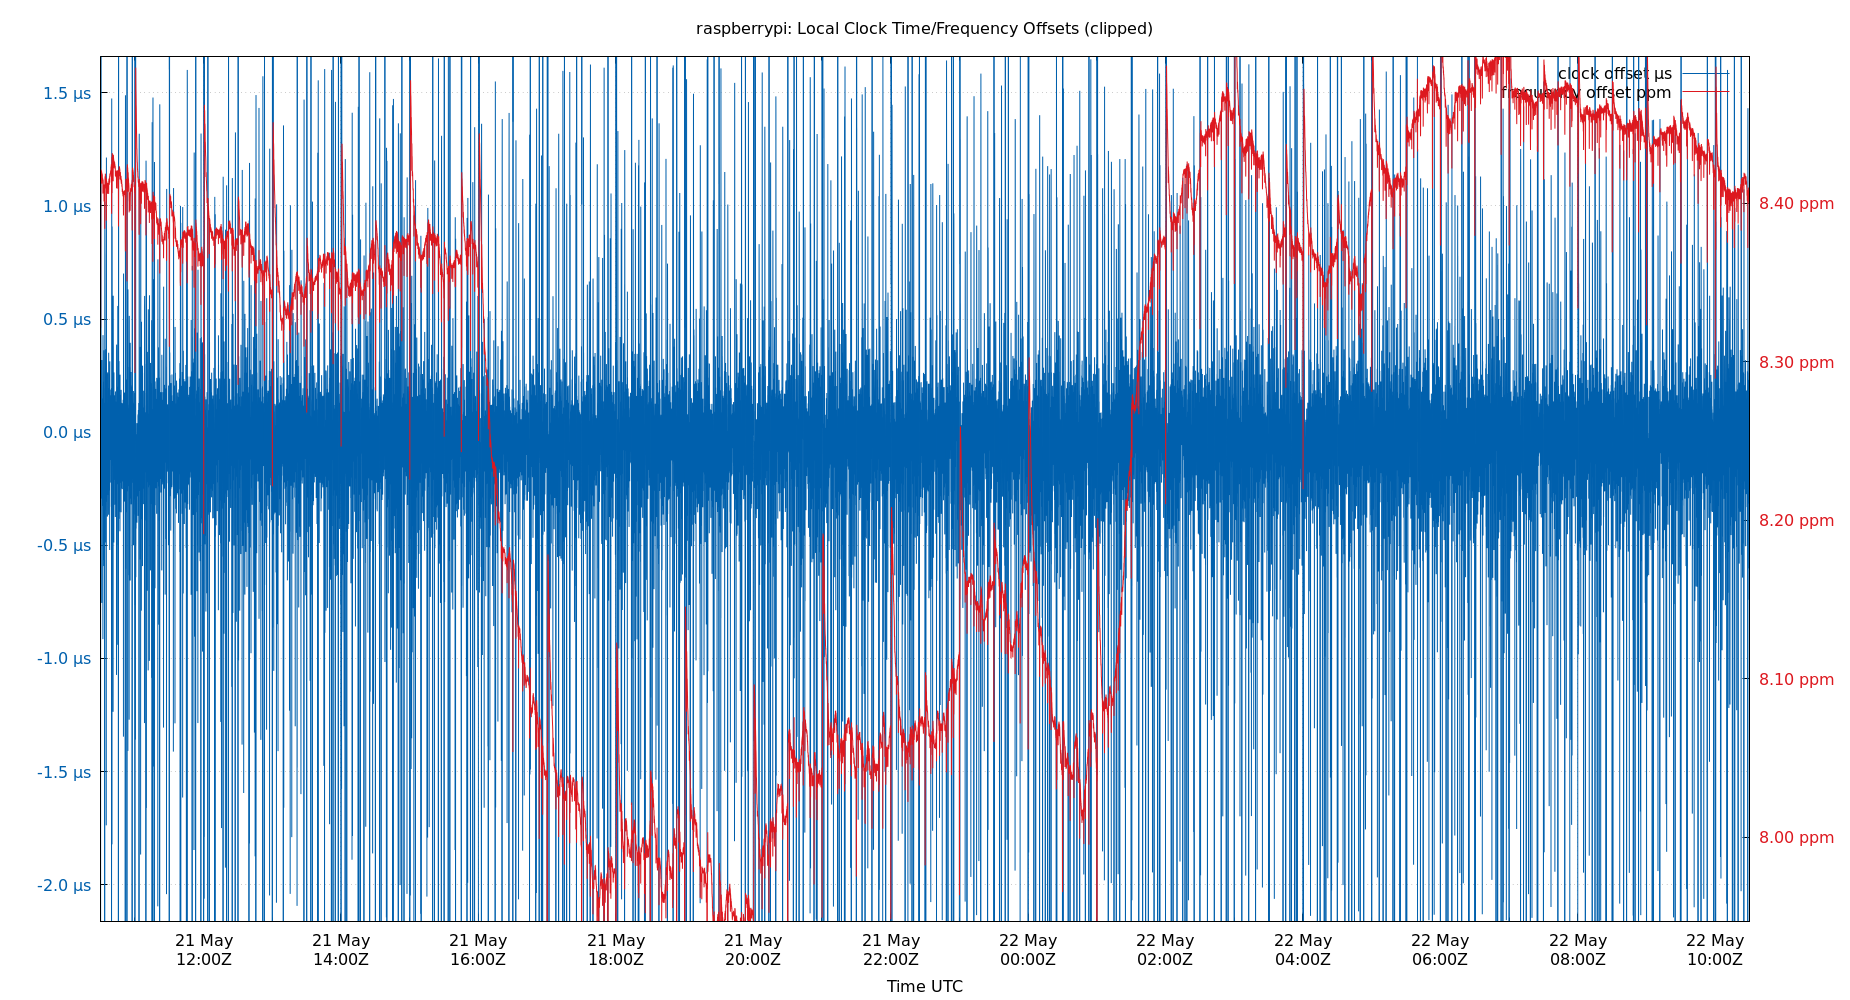 raspberrypi: Local Clock Time/Frequency Offsets (clipped)
clock offset µs
frequency offset ppm
1.5 µs
1.0 µs
0.5 µs
0.0 µs
-0.5 µs
-1.0 µs
-1.5 µs
-2.0 µs
8.40 ppm
8.30 ppm
8.20 ppm
8.10 ppm
8.00 ppm
21 May 21 May 21 May 21 May 21 May 21 May 22 May 22 May 22 May 22 May 22 May 22 May
12:00Z 14:00Z 16:00Z 18:00Z 20:00Z 22:00Z 00:00Z 02:00Z 04:00Z 06:00Z 08:00Z 10:00Z
Time UTC